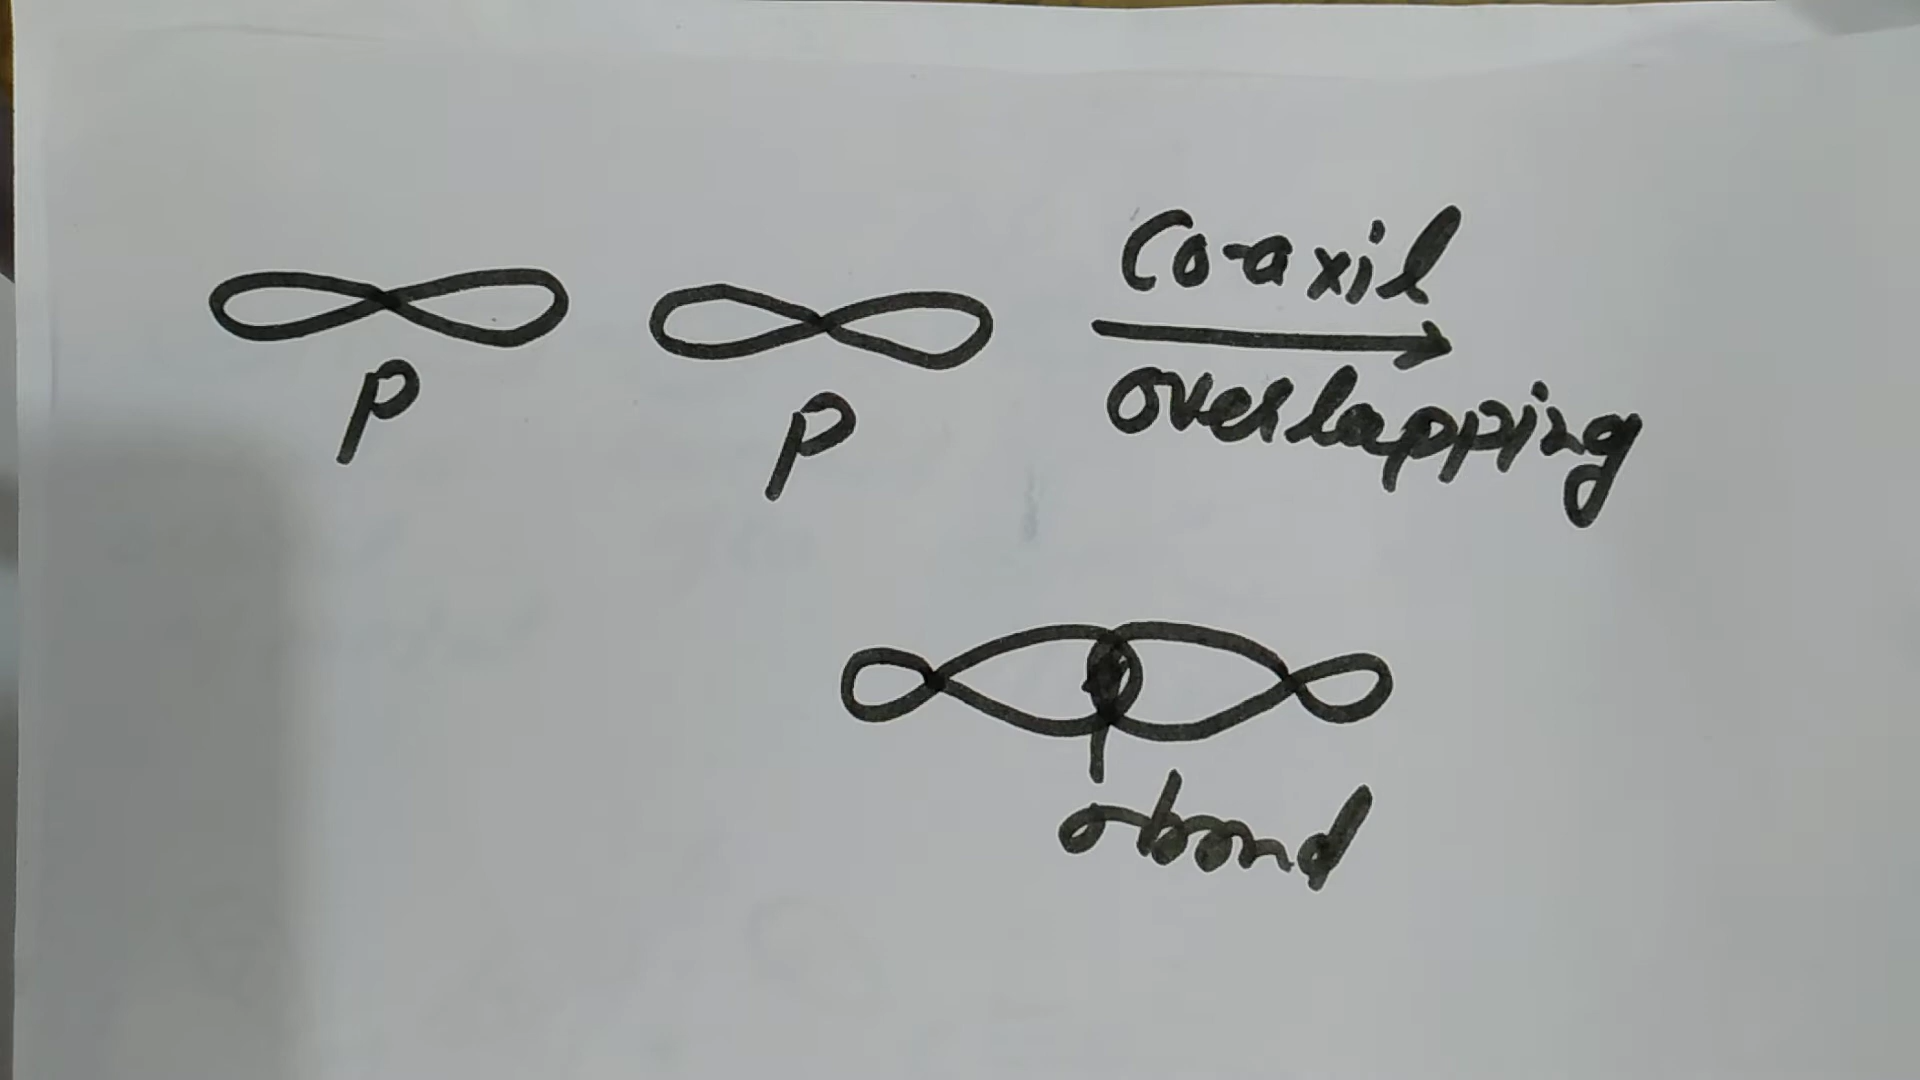 Co-axil
P
P
overlapping
σ bond